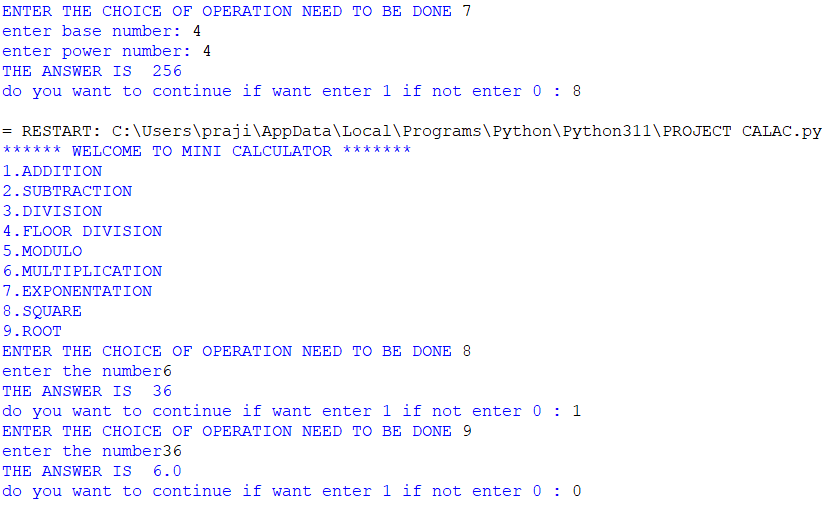 ENTER THE CHOICE OF OPERATION NEED TO BE DONE 7
enter base number: 4
enter power number: 4
THE ANSWER IS  256
do you want to continue if want enter 1 if not enter 0 : 8

= RESTART: C:\Users\praji\AppData\Local\Programs\Python\Python311\PROJECT CALAC.py
****** WELCOME TO MINI CALCULATOR *******
1.ADDITION
2.SUBTRACTION
3.DIVISION
4.FLOOR DIVISION
5.MODULO
6.MULTIPLICATION
7.EXPONENTATION
8.SQUARE
9.ROOT
ENTER THE CHOICE OF OPERATION NEED TO BE DONE 8
enter the number6
THE ANSWER IS  36
do you want to continue if want enter 1 if not enter 0 : 1
ENTER THE CHOICE OF OPERATION NEED TO BE DONE 9
enter the number36
THE ANSWER IS  6.0
do you want to continue if want enter 1 if not enter 0 : 0